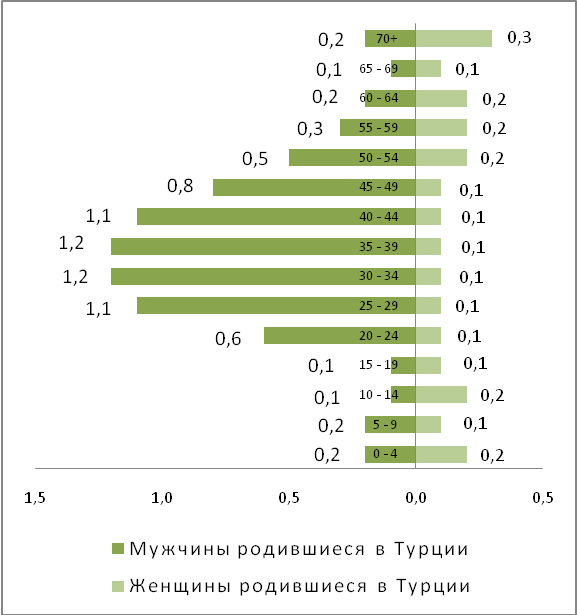 0,2 70+ 0,3
0,1 65 - 69 0,1
0,2 60 - 64 0,2
0,3 55 - 59 0,2
0,5 50 - 54 0,2
0,8 45 - 49 0,1
1,1 40 - 44 0,1
1,2 35 - 39 0,1
1,2 30 - 34 0,1
1,1 25 - 29 0,1
0,6 20 - 24 0,1
0,1 15 - 19 0,1
0,1 10 - 14 0,2
0,2 5 - 9 0,1
0,2 0 - 4 0,2
1,5 1,0 0,5 0,0 0,5
Мужчины родившиеся в Турции
Женщины родившиеся в Турции